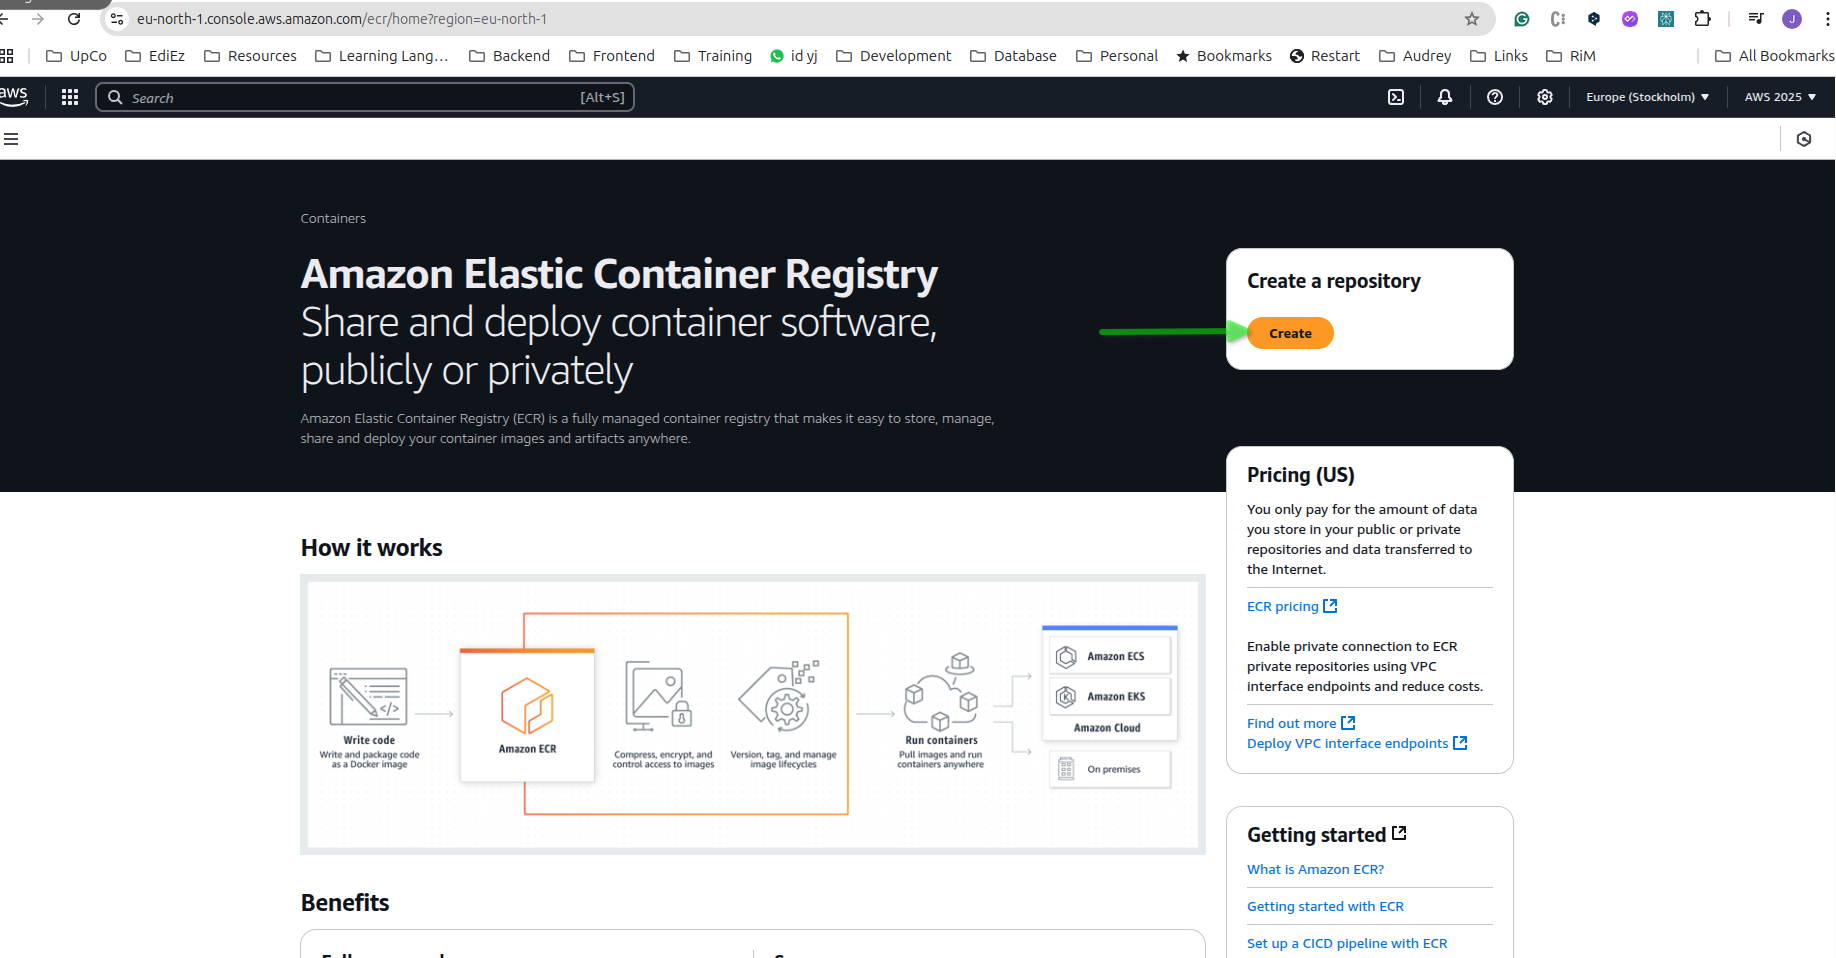 eu-north-1.console.aws.amazon.com/ecr/home?region=eu-north-1
UpCo EdiEz Resources Learning Lang... Backend Frontend Training id yj Development Database Personal Bookmarks Restart Audrey Links RiM All Bookmarks
aws Search [Alt+S] Europe (Stockholm) AWS 2025
Containers
Amazon Elastic Container Registry
Share and deploy container software,
publicly or privately
Amazon Elastic Container Registry (ECR) is a fully managed container registry that makes it easy to store, manage,
share and deploy your container images and artifacts anywhere.
Create a repository
Create
Pricing (US)
You only pay for the amount of data
you store in your public or private
repositories and data transferred to
the Internet.
ECR pricing
Enable private connection to ECR
private repositories using VPC
interface endpoints and reduce costs.
Find out more
Deploy VPC interface endpoints
How it works
Write code
Write and package code
as a Docker image
Amazon ECR
Compress, encrypt, and
control access to images
Version, tag, and manage
image lifecycles
Run containers
Pull images and run
containers anywhere
Amazon ECS
Amazon EKS
Amazon Cloud
On premises
Getting started
What is Amazon ECR?
Getting started with ECR
Set up a CICD pipeline with ECR
Benefits